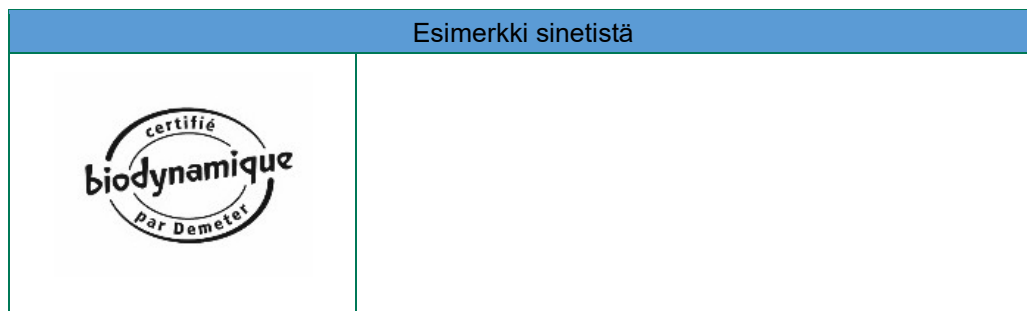 Esimerkki sinetistä
certifié
biodynamique
par Demeter